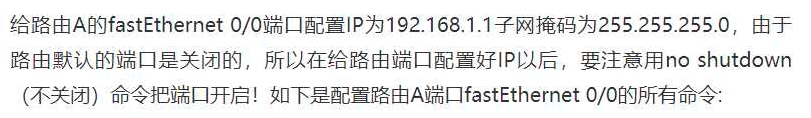 给路由A的fastEthernet 0/0端口配置IP为192.168.1.1子网掩码为255.255.255.0，由于
路由默认的端口是关闭的，所以在给路由端口配置好IP以后，要注意用no shutdown
（不关闭）命令把端口开启！如下是配置路由A端口fastEthernet 0/0的所有命令: